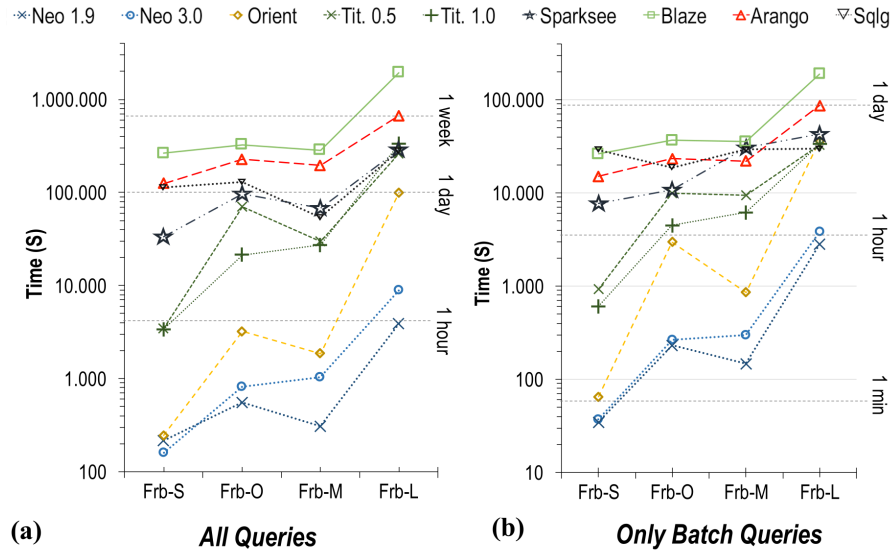 Neo 1.9 Neo 3.0 Orient Tit. 0.5 Tit. 1.0 Sparksee Blaze Arango Sqlg
Time (S)
1.000.000
100.000
10.000
1.000
100
1 week
1 day
1 hour
Frb-S Frb-O Frb-M Frb-L
(a) All Queries
Time (S)
100.000
10.000
1.000
100
10
1 day
1 hour
1 min
Frb-S Frb-O Frb-M Frb-L
(b) Only Batch Queries